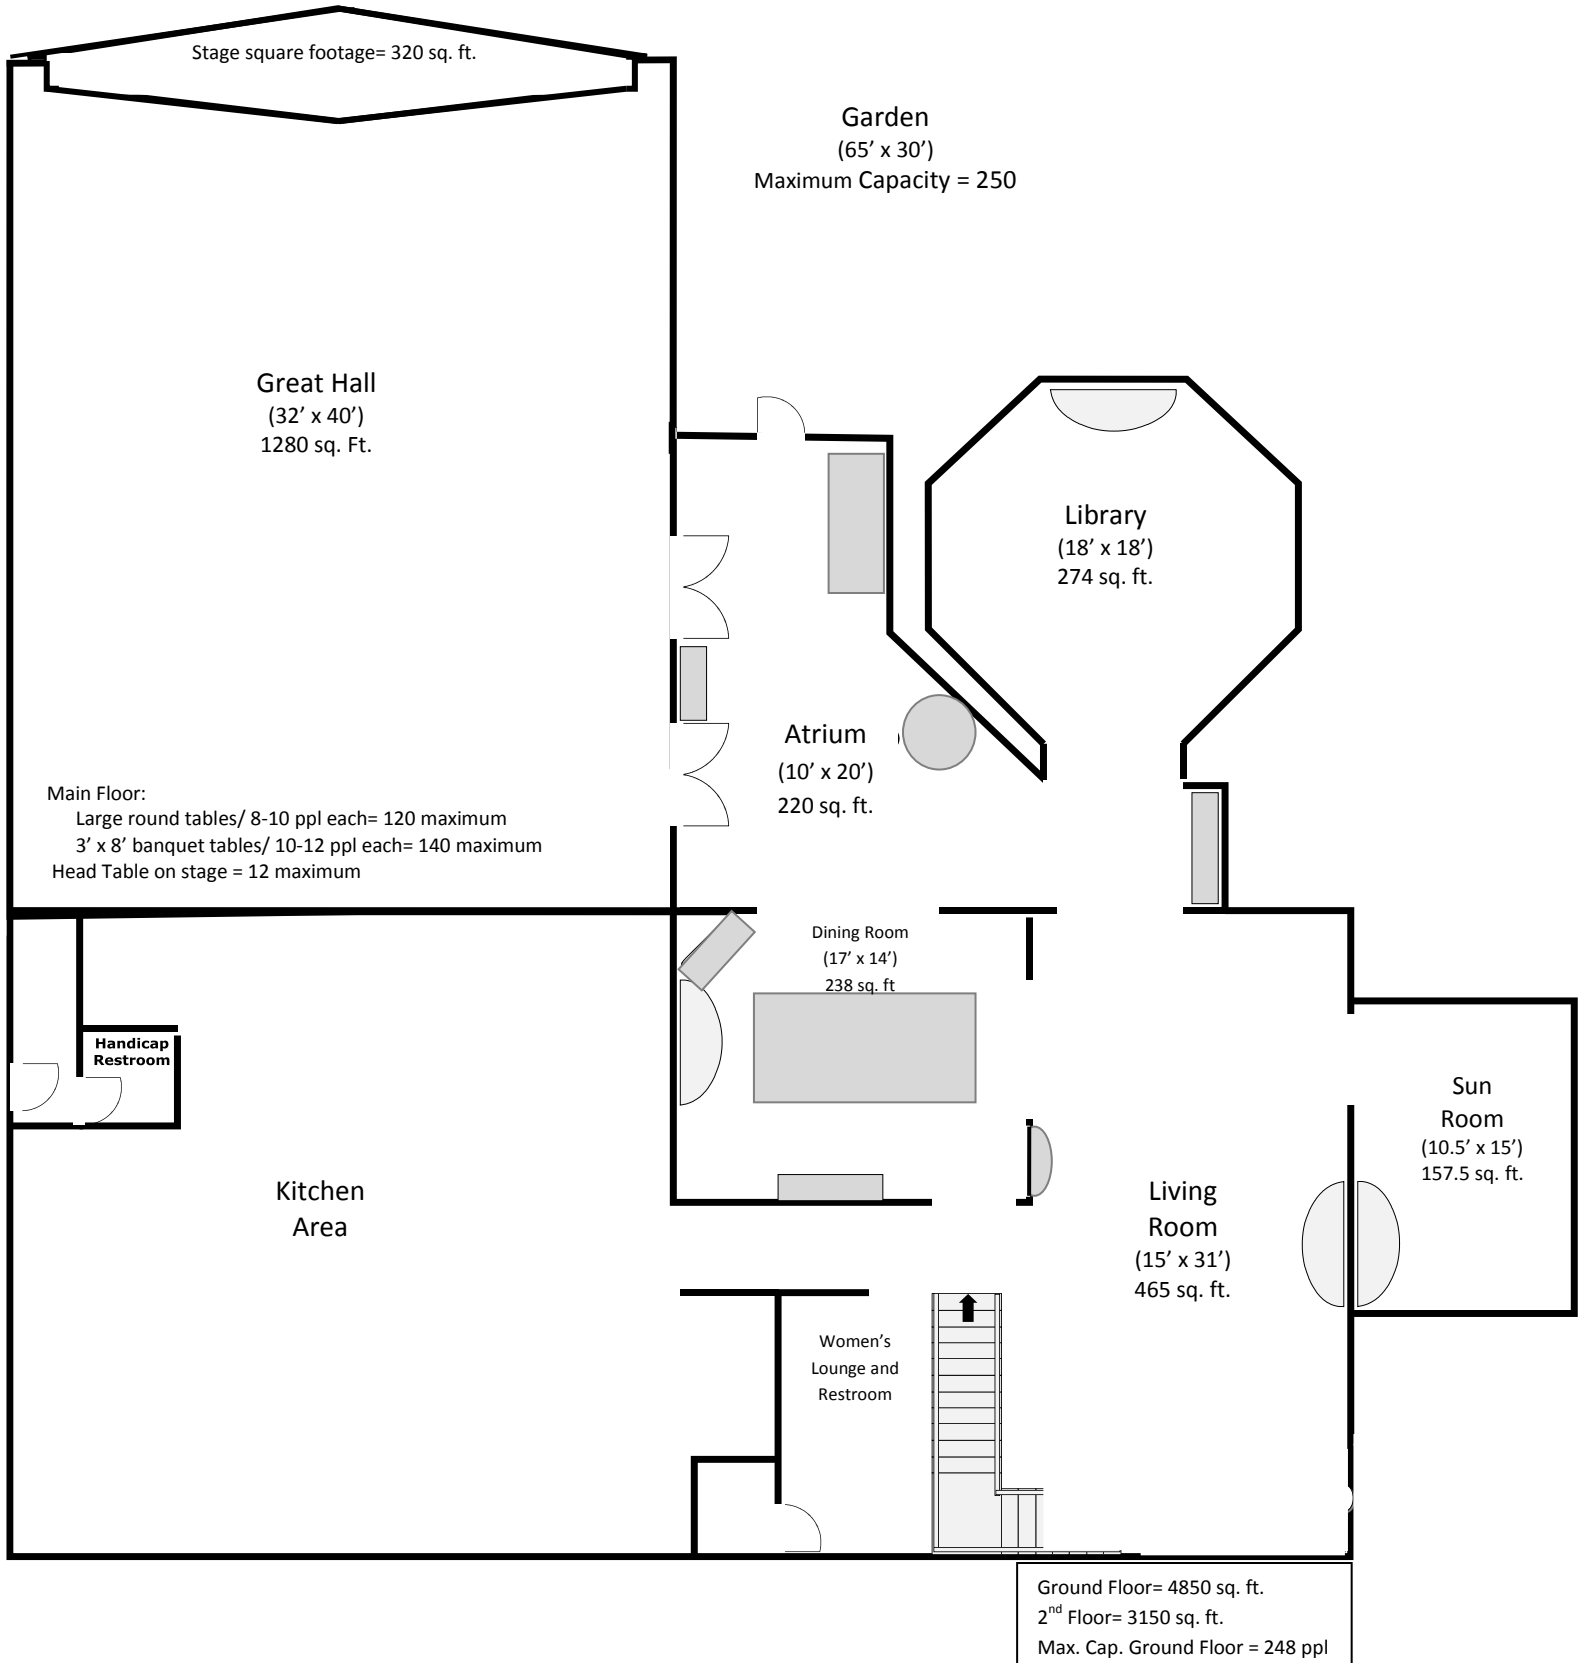 Stage square footage= 320 sq. ft.
Garden
(65’ x 30’)
Maximum Capacity = 250
Great Hall
(32’ x 40’)
1280 sq. Ft.
Library
(18’ x 18’)
274 sq. ft.
Atrium
(10’ x 20’)
220 sq. ft.
Main Floor:
Large round tables/ 8-10 ppl each= 120 maximum
3’ x 8’ banquet tables/ 10-12 ppl each= 140 maximum
Head Table on stage = 12 maximum
Dining Room
(17’ x 14’)
238 sq. ft
Handicap
Restroom
Sun
Room
(10.5’ x 15’)
157.5 sq. ft.
Kitchen
Area
Living
Room
(15’ x 31’)
465 sq. ft.
Women’s
Lounge and
Restroom
Ground Floor= 4850 sq. ft.
2nd Floor= 3150 sq. ft.
Max. Cap. Ground Floor = 248 ppl